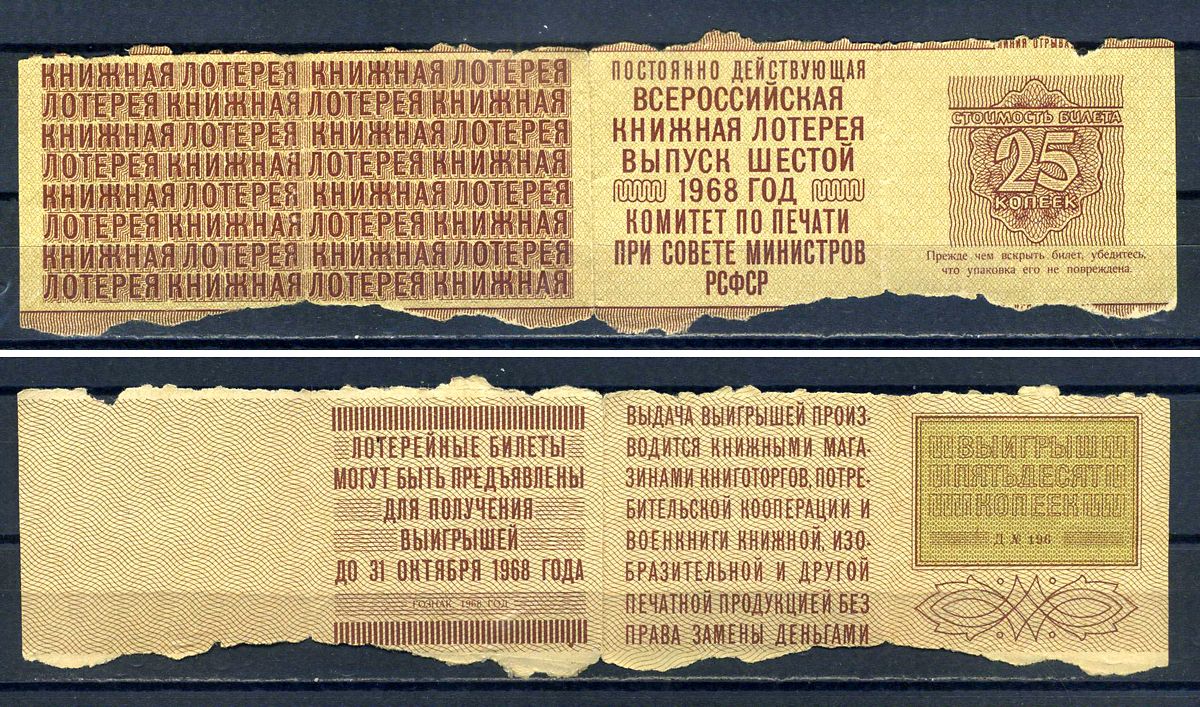 КНИЖНАЯ ЛОТЕРЕЯ КНИЖНАЯ ЛОТЕРЕЯ
ЛОТЕРЕЯ КНИЖНАЯ ЛОТЕРЕЯ КНИЖНАЯ
КНИЖНАЯ ЛОТЕРЕЯ КНИЖНАЯ ЛОТЕРЕЯ
ЛОТЕРЕЯ КНИЖНАЯ ЛОТЕРЕЯ КНИЖНАЯ
КНИЖНАЯ ЛОТЕРЕЯ КНИЖНАЯ ЛОТЕРЕЯ
ЛОТЕРЕЯ КНИЖНАЯ ЛОТЕРЕЯ КНИЖНАЯ
КНИЖНАЯ ЛОТЕРЕЯ КНИЖНАЯ ЛОТЕРЕЯ
ЛОТЕРЕЯ КНИЖНАЯ ЛОТЕРЕЯ КНИЖНАЯ
ПОСТОЯННО ДЕЙСТВУЮЩАЯ
ВСЕРОССИЙСКАЯ
КНИЖНАЯ ЛОТЕРЕЯ
ВЫПУСК ШЕСТОЙ
1968 ГОД
КОМИТЕТ ПО ПЕЧАТИ
ПРИ СОВЕТЕ МИНИСТРОВ
РСФСР
ЛИНИЯ ОТРЫВА
СТОИМОСТЬ БИЛЕТА
25
КОПЕЕК
Прежде чем вскрыть билет, убедитесь,
что упаковка его не повреждена.
ЛОТЕРЕЙНЫЕ БИЛЕТЫ
МОГУТ БЫТЬ ПРЕДЪЯВЛЕНЫ
ДЛЯ ПОЛУЧЕНИЯ
ВЫИГРЫШЕЙ
ДО 31 ОКТЯБРЯ 1968 ГОДА
ГОЗНАК 1968 ГОД
ВЫДАЧА ВЫИГРЫШЕЙ ПРОИЗ-
ВОДИТСЯ КНИЖНЫМИ МАГА-
ЗИНАМИ КНИГОТОРГОВ, ПОТРЕ-
БИТЕЛЬСКОЙ КООПЕРАЦИИ И
ВОЕНКНИГИ КНИЖНОЙ, ИЗО-
БРАЗИТЕЛЬНОЙ И ДРУГОЙ
ПЕЧАТНОЙ ПРОДУКЦИЕЙ БЕЗ
ПРАВА ЗАМЕНЫ ДЕНЬГАМИ
ВЫИГРЫШ
ПЯТЬДЕСЯТ
КОПЕЕК
Д № 196